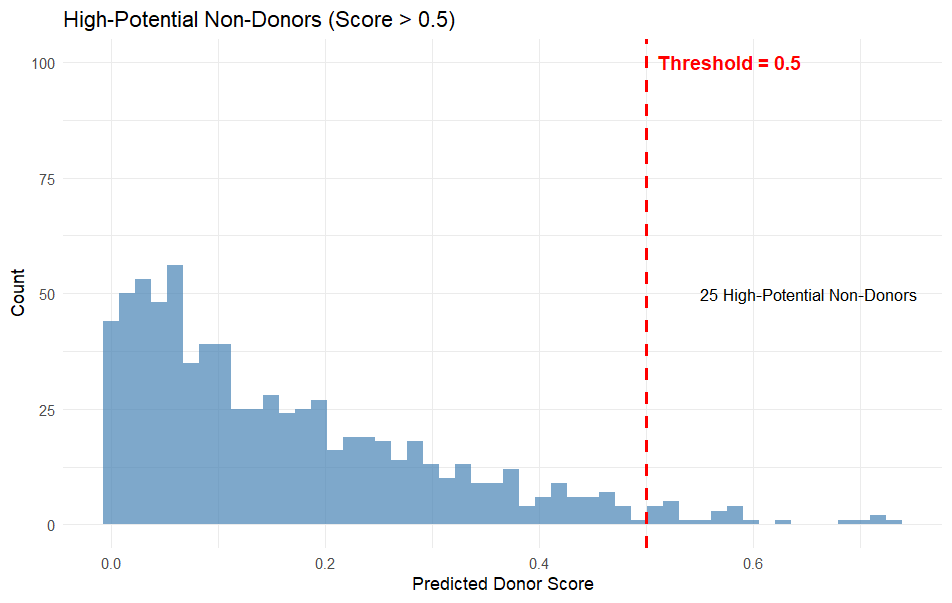 High-Potential Non-Donors (Score > 0.5)
Threshold = 0.5
25 High-Potential Non-Donors
Count
100
75
50
25
0
0.0 0.2 0.4 0.6
Predicted Donor Score